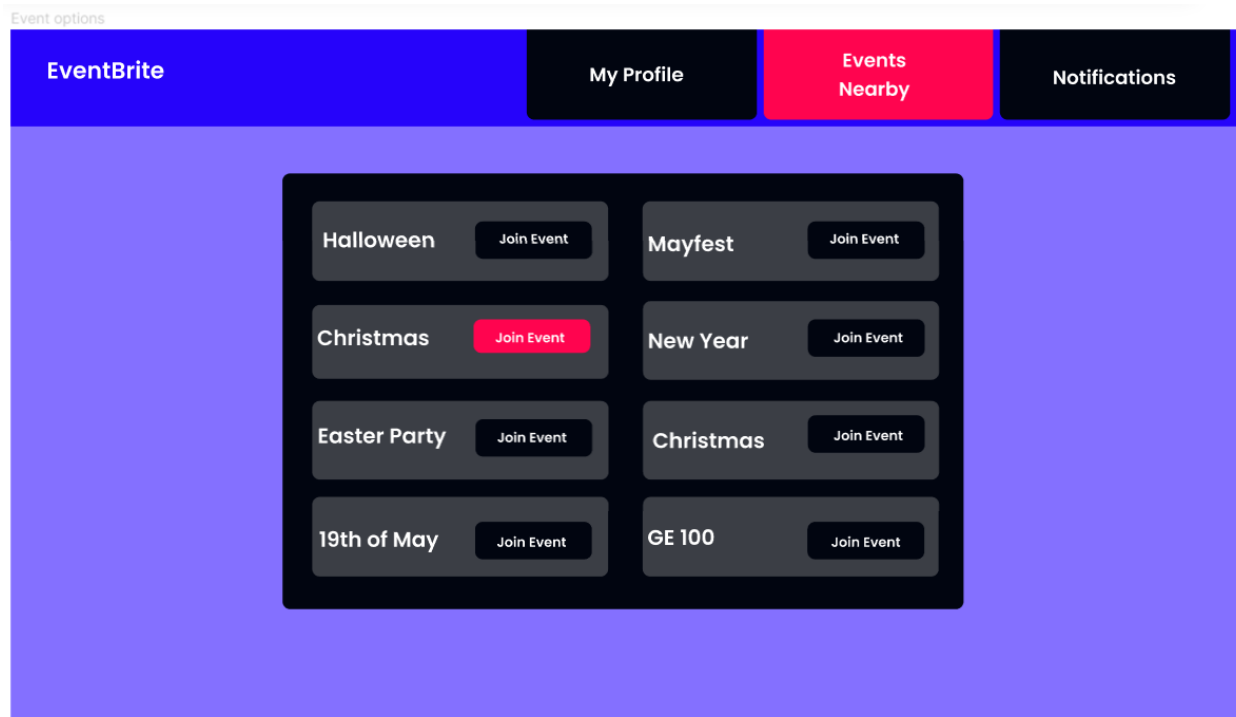 Event options
EventBrite
My Profile
Events
Nearby
Notifications
Halloween
Join Event
Mayfest
Join Event
Christmas
Join Event
New Year
Join Event
Easter Party
Join Event
Christmas
Join Event
19th of May
Join Event
GE 100
Join Event